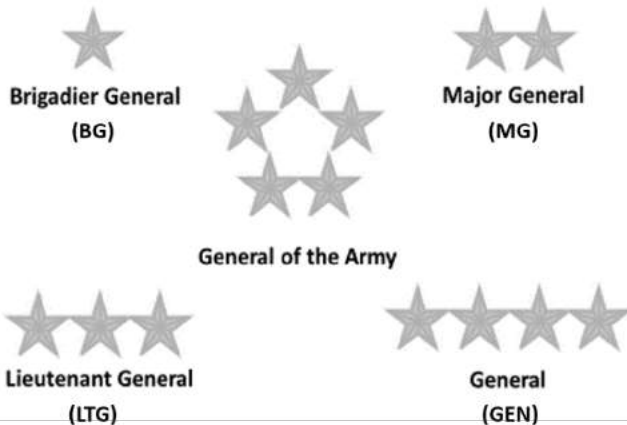 Brigadier General
(BG)
Major General
(MG)
General of the Army
Lieutenant General
(LTG)
General
(GEN)